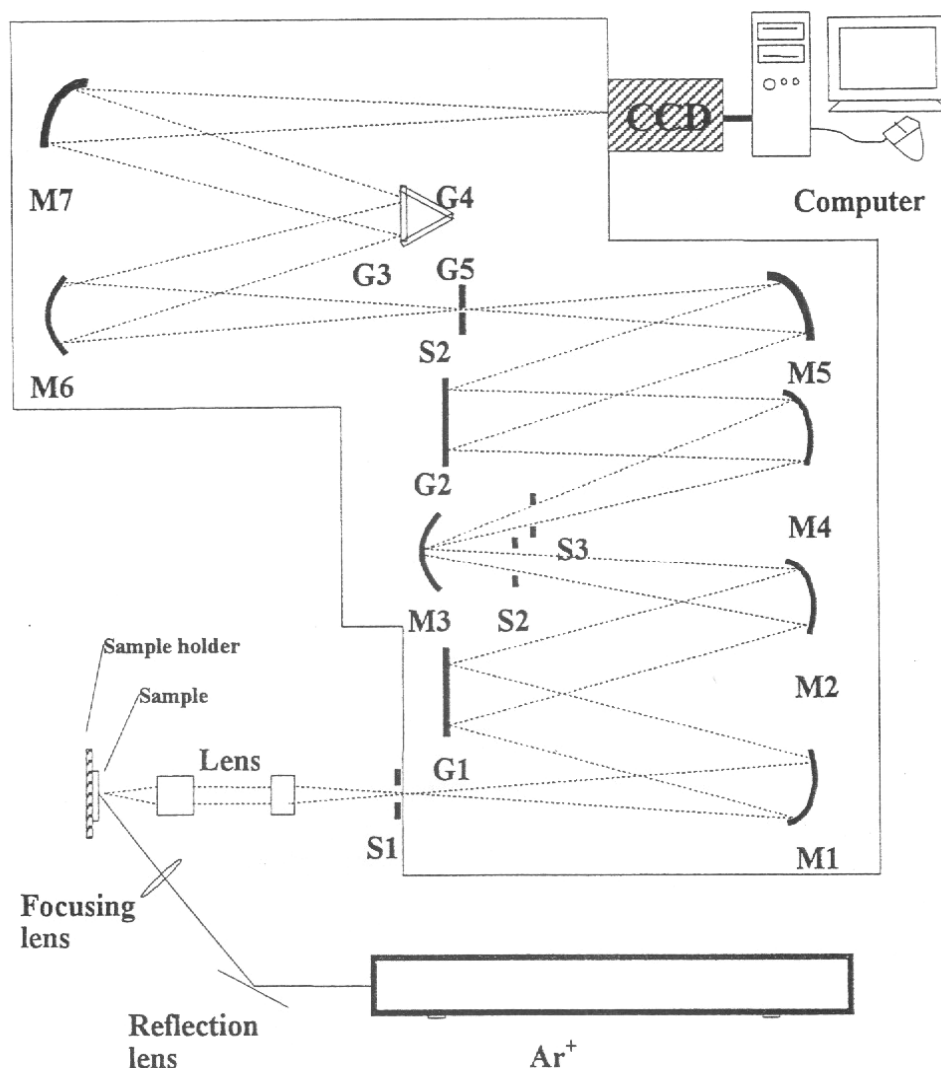 CCD
Computer
M7
G4
G3
G5
M6
S2
M5
G2
M4
S3
M3
S2
Sample holder
M2
Sample
Lens
G1
S1
M1
Focusing
lens
Reflection
lens
Ar⁺